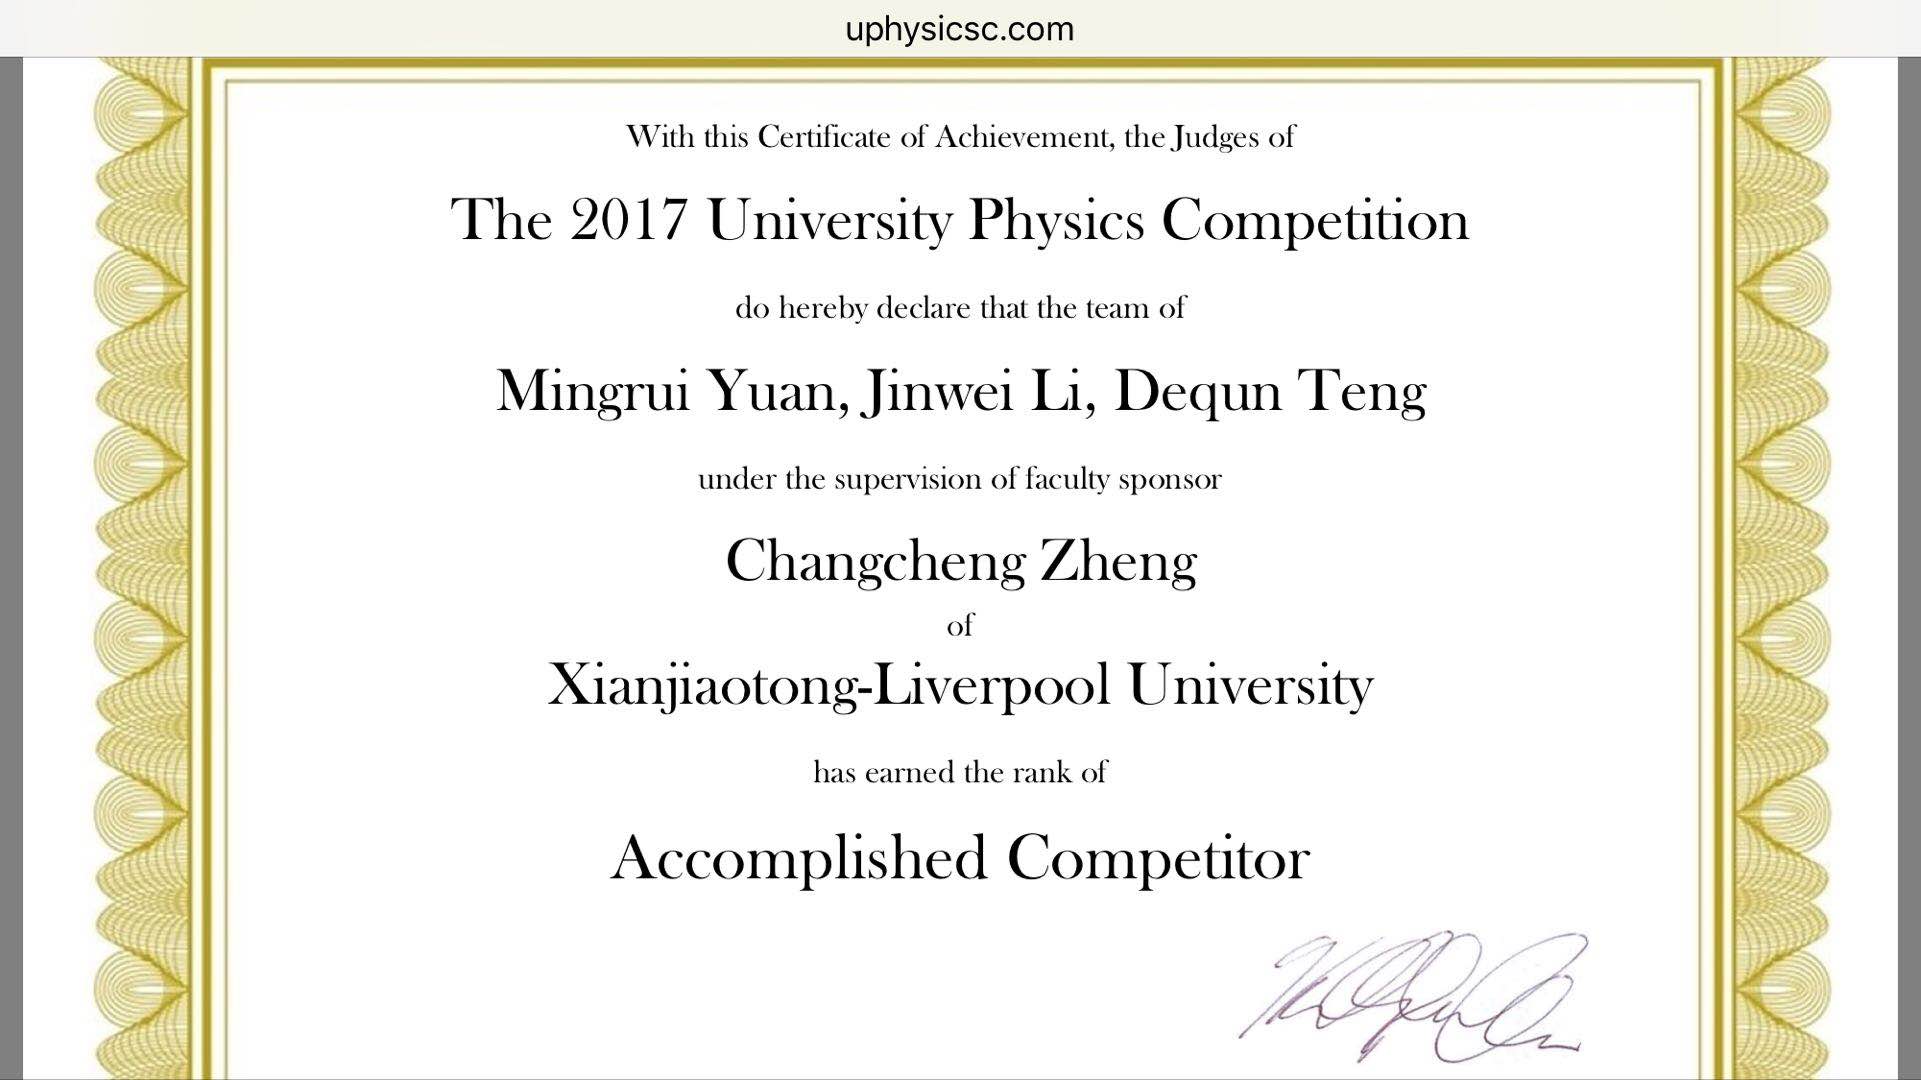 uphysicsc.com
With this Certificate of Achievement, the Judges of
The 2017 University Physics Competition
do hereby declare that the team of
Mingrui Yuan, Jinwei Li, Dequn Teng
under the supervision of faculty sponsor
Changcheng Zheng
of
Xianjiaotong-Liverpool University
has earned the rank of
Accomplished Competitor